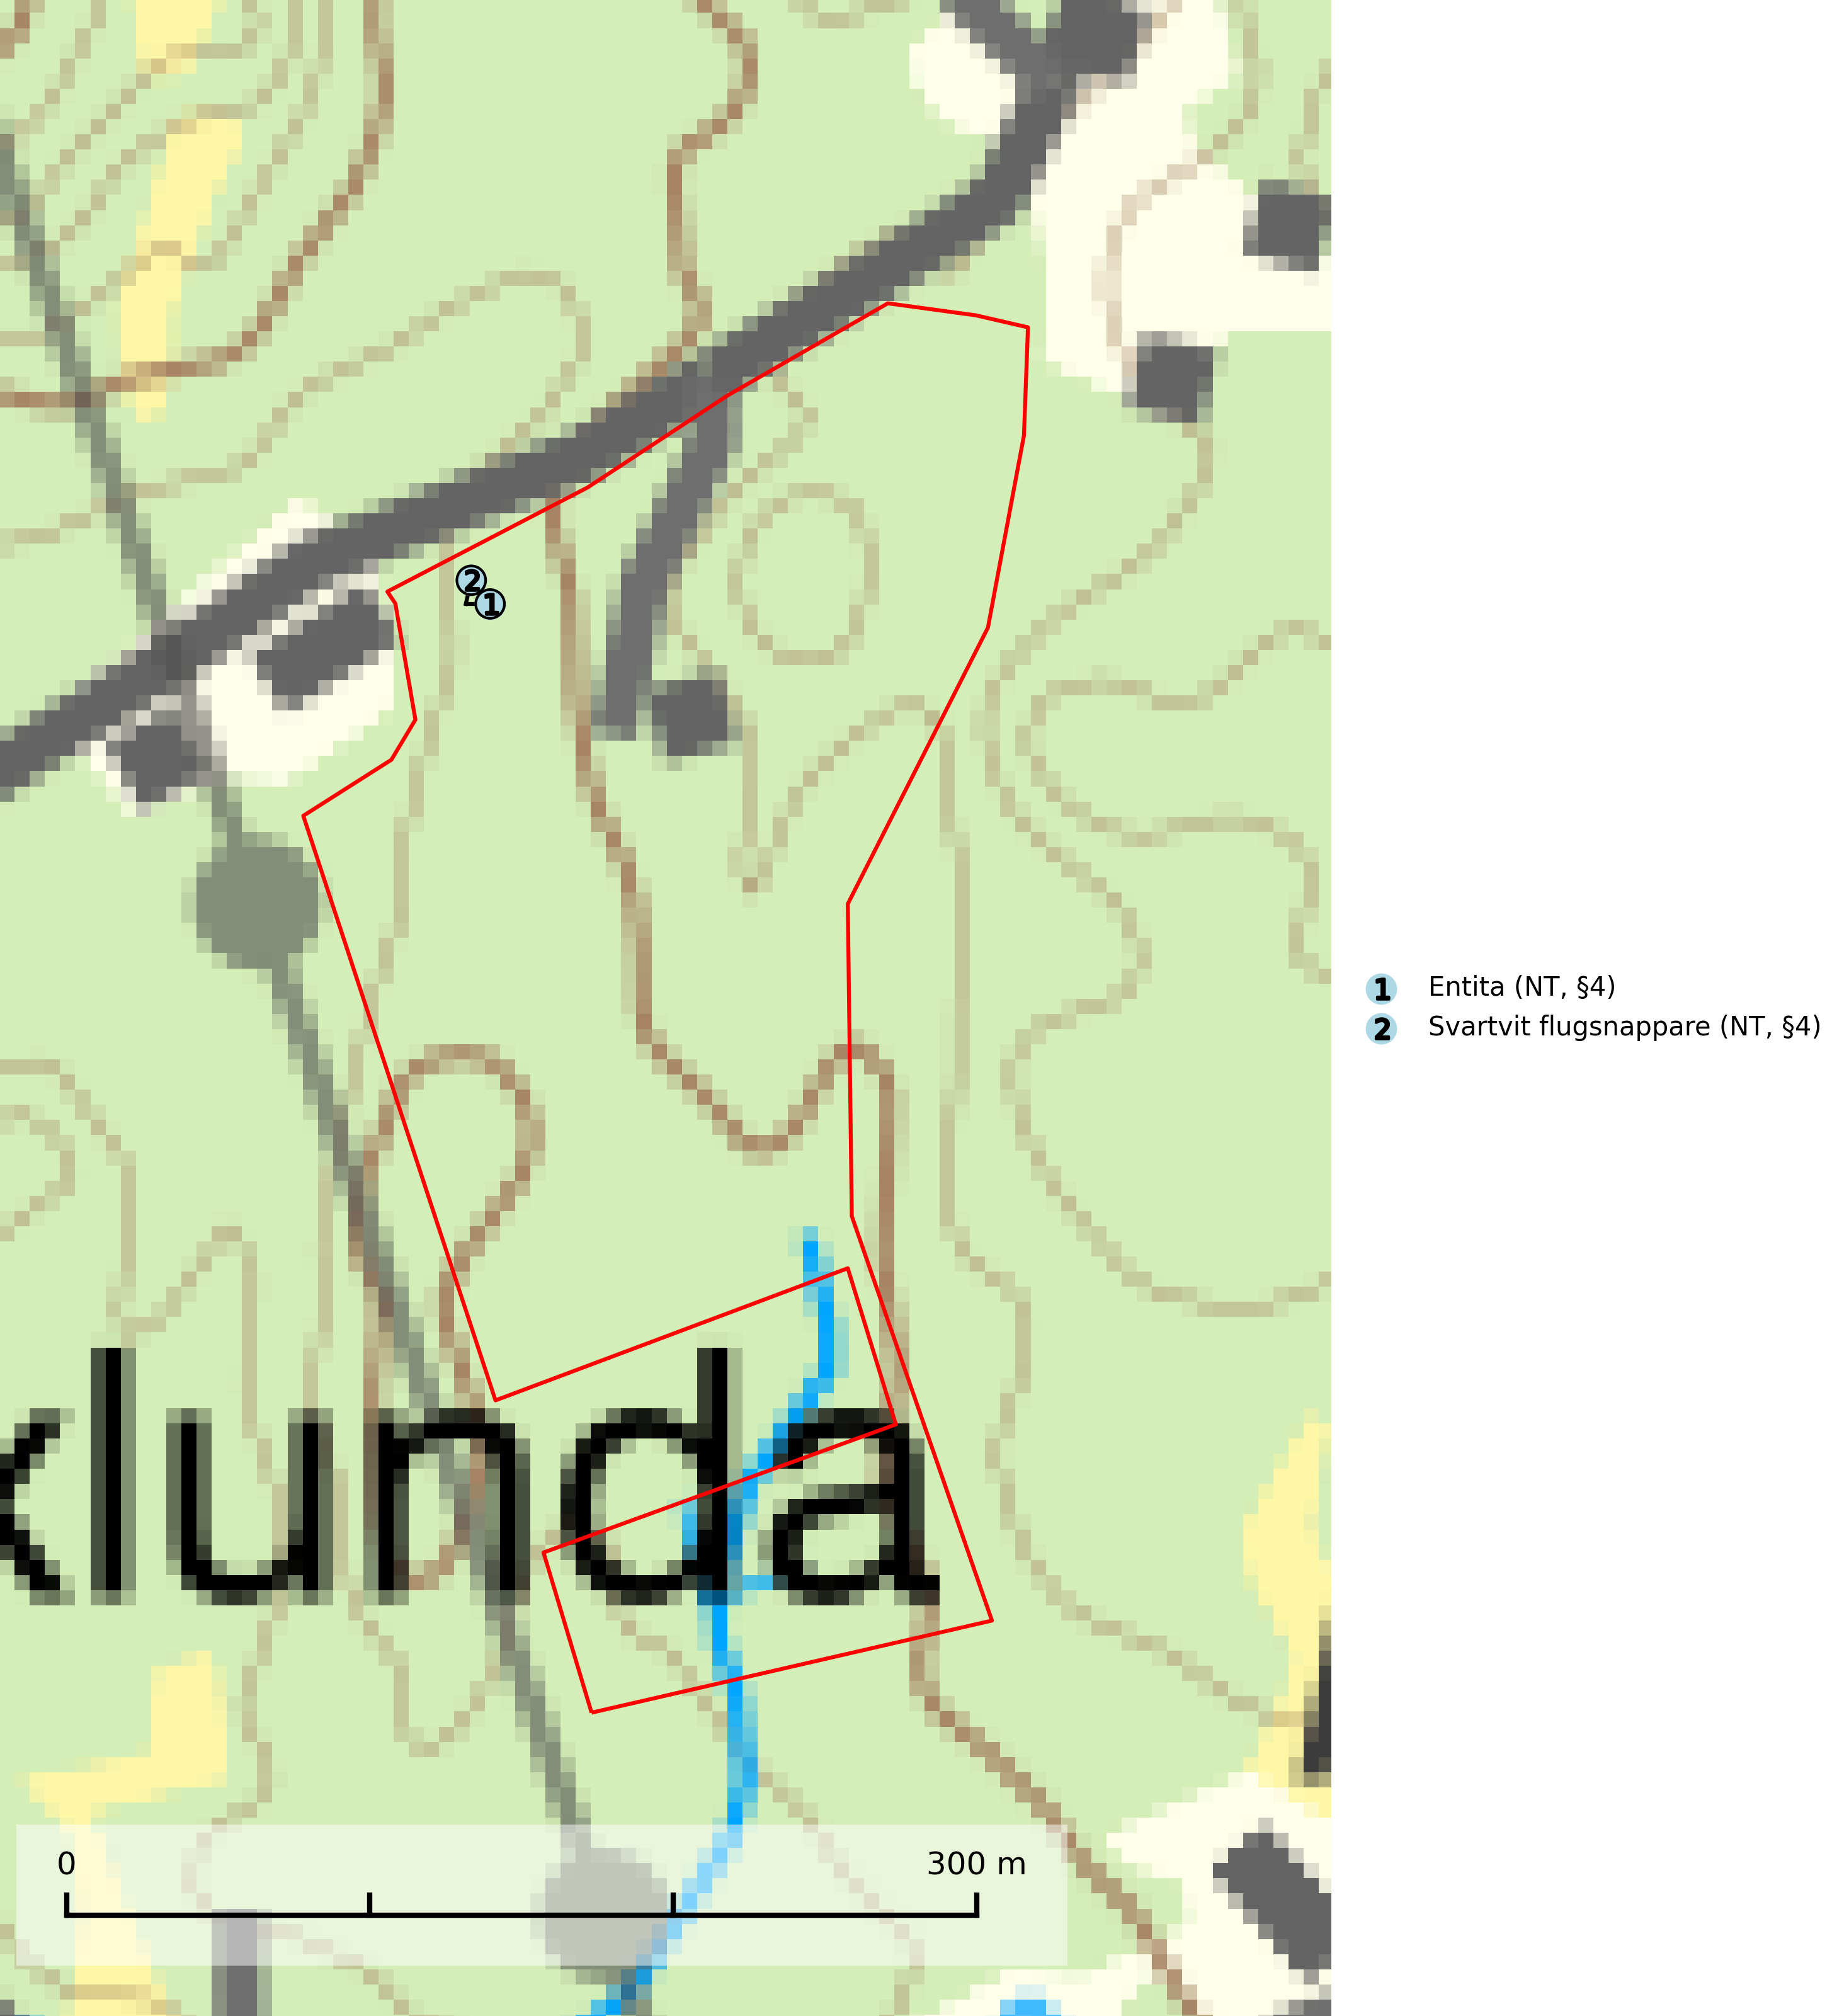 2
1
1 Entita (NT, §4)
2 Svartvit flugsnappare (NT, §4)
klunda
0 300 m